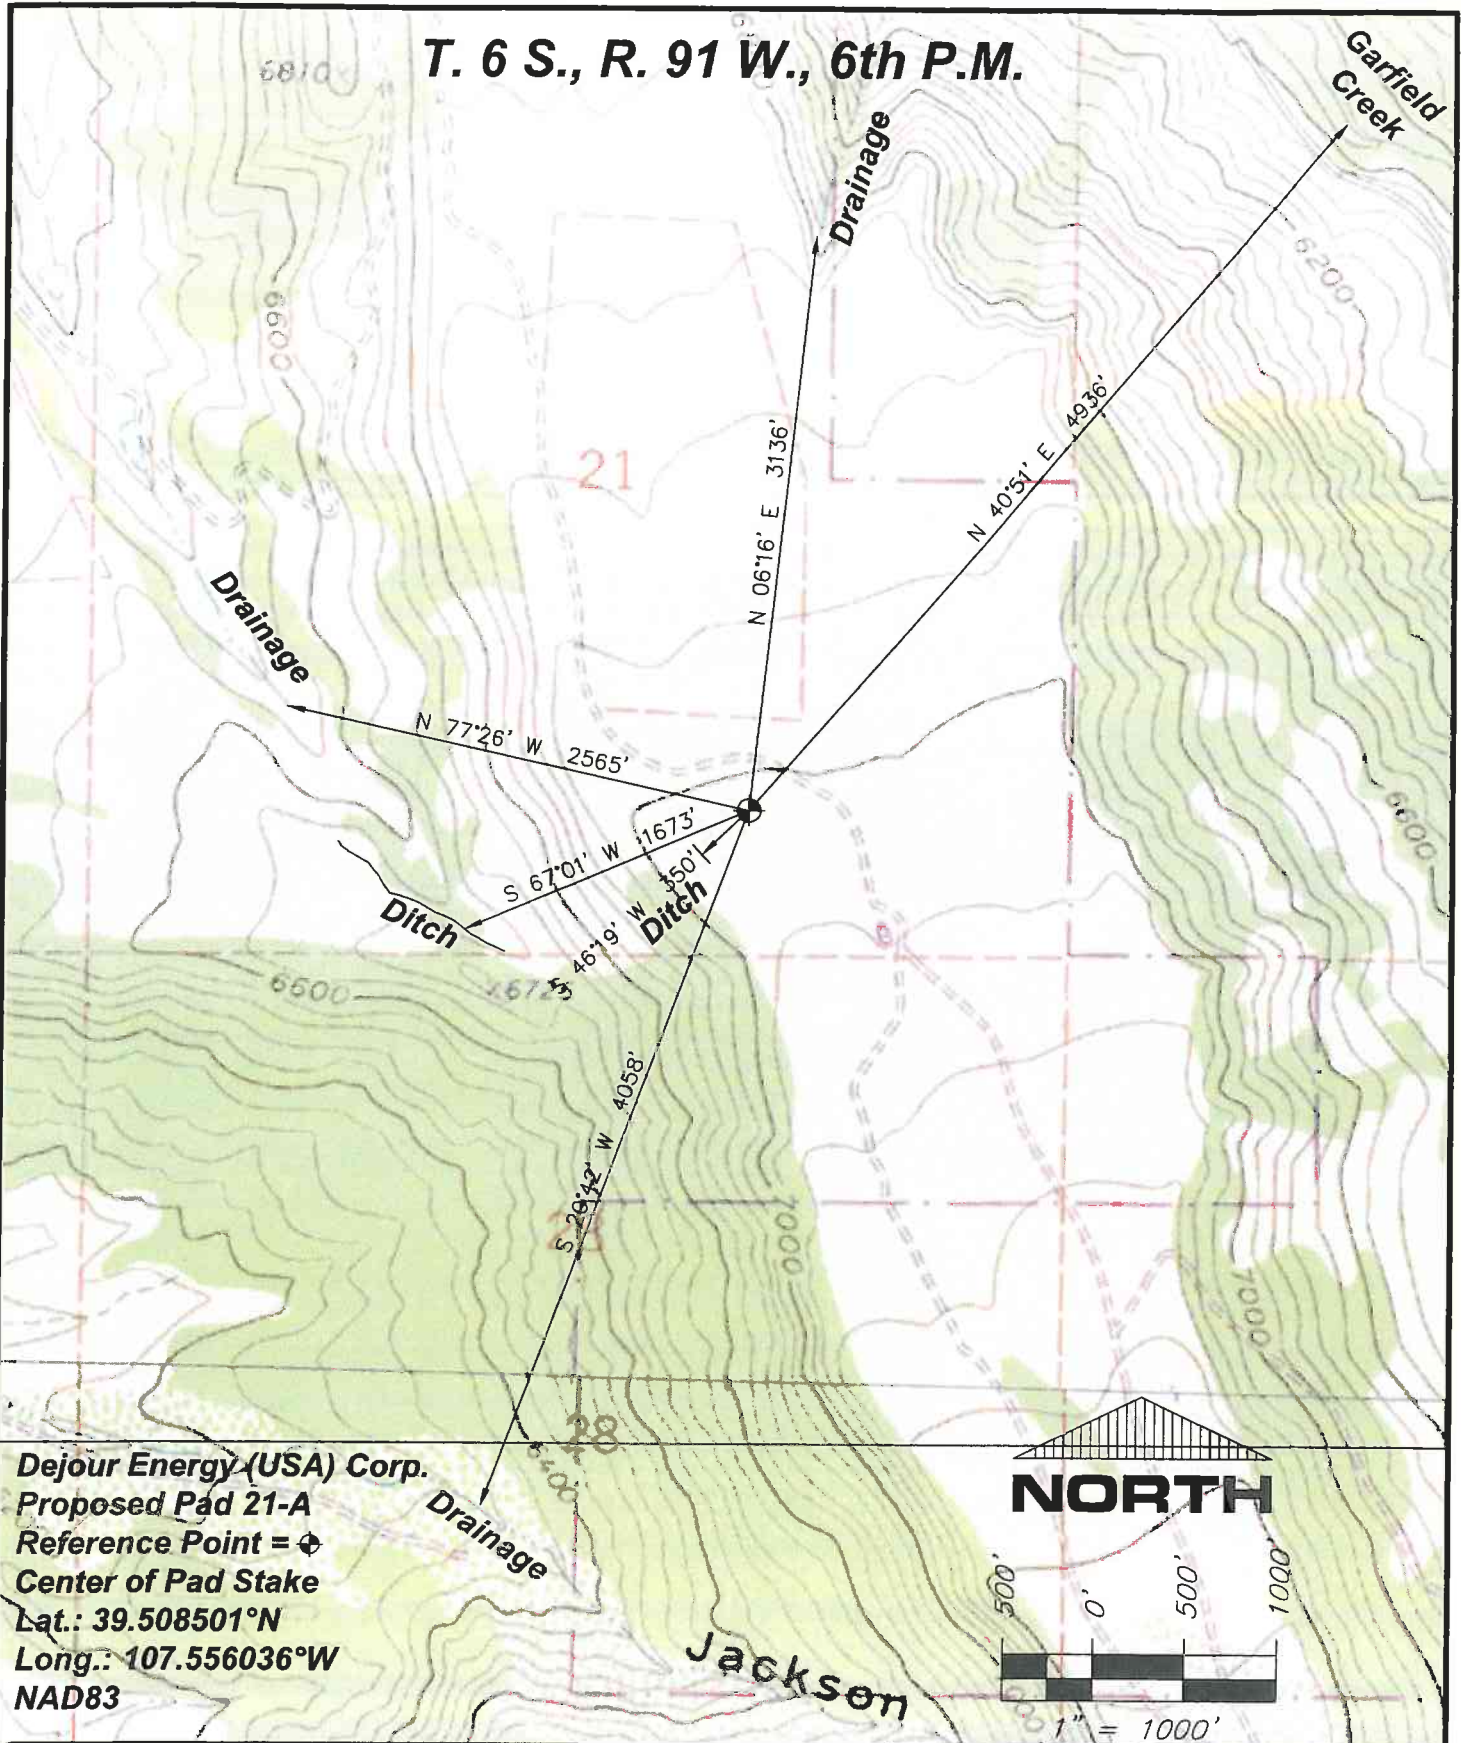 T. 6 S., R. 91 W., 6th P.M.
Garfield
Creek
6810
Drainage
6200
6600
N 06°16' E 3136'
N 40°51' E 4936'
21
Drainage
N 77°26' W 2565'
S 67°01' W 1673'
S 46°19' W 350'
Ditch
Ditch
6600
6600
S 20°42' W 4058'
7000
7000
28
6400
Drainage
Dejour Energy (USA) Corp.
Proposed Pad 21-A
Reference Point =
Center of Pad Stake
Lat.: 39.508501°N
Long.: 107.556036°W
NAD83
NORTH
500' 0' 500' 1000'
1" = 1000'
Jackson